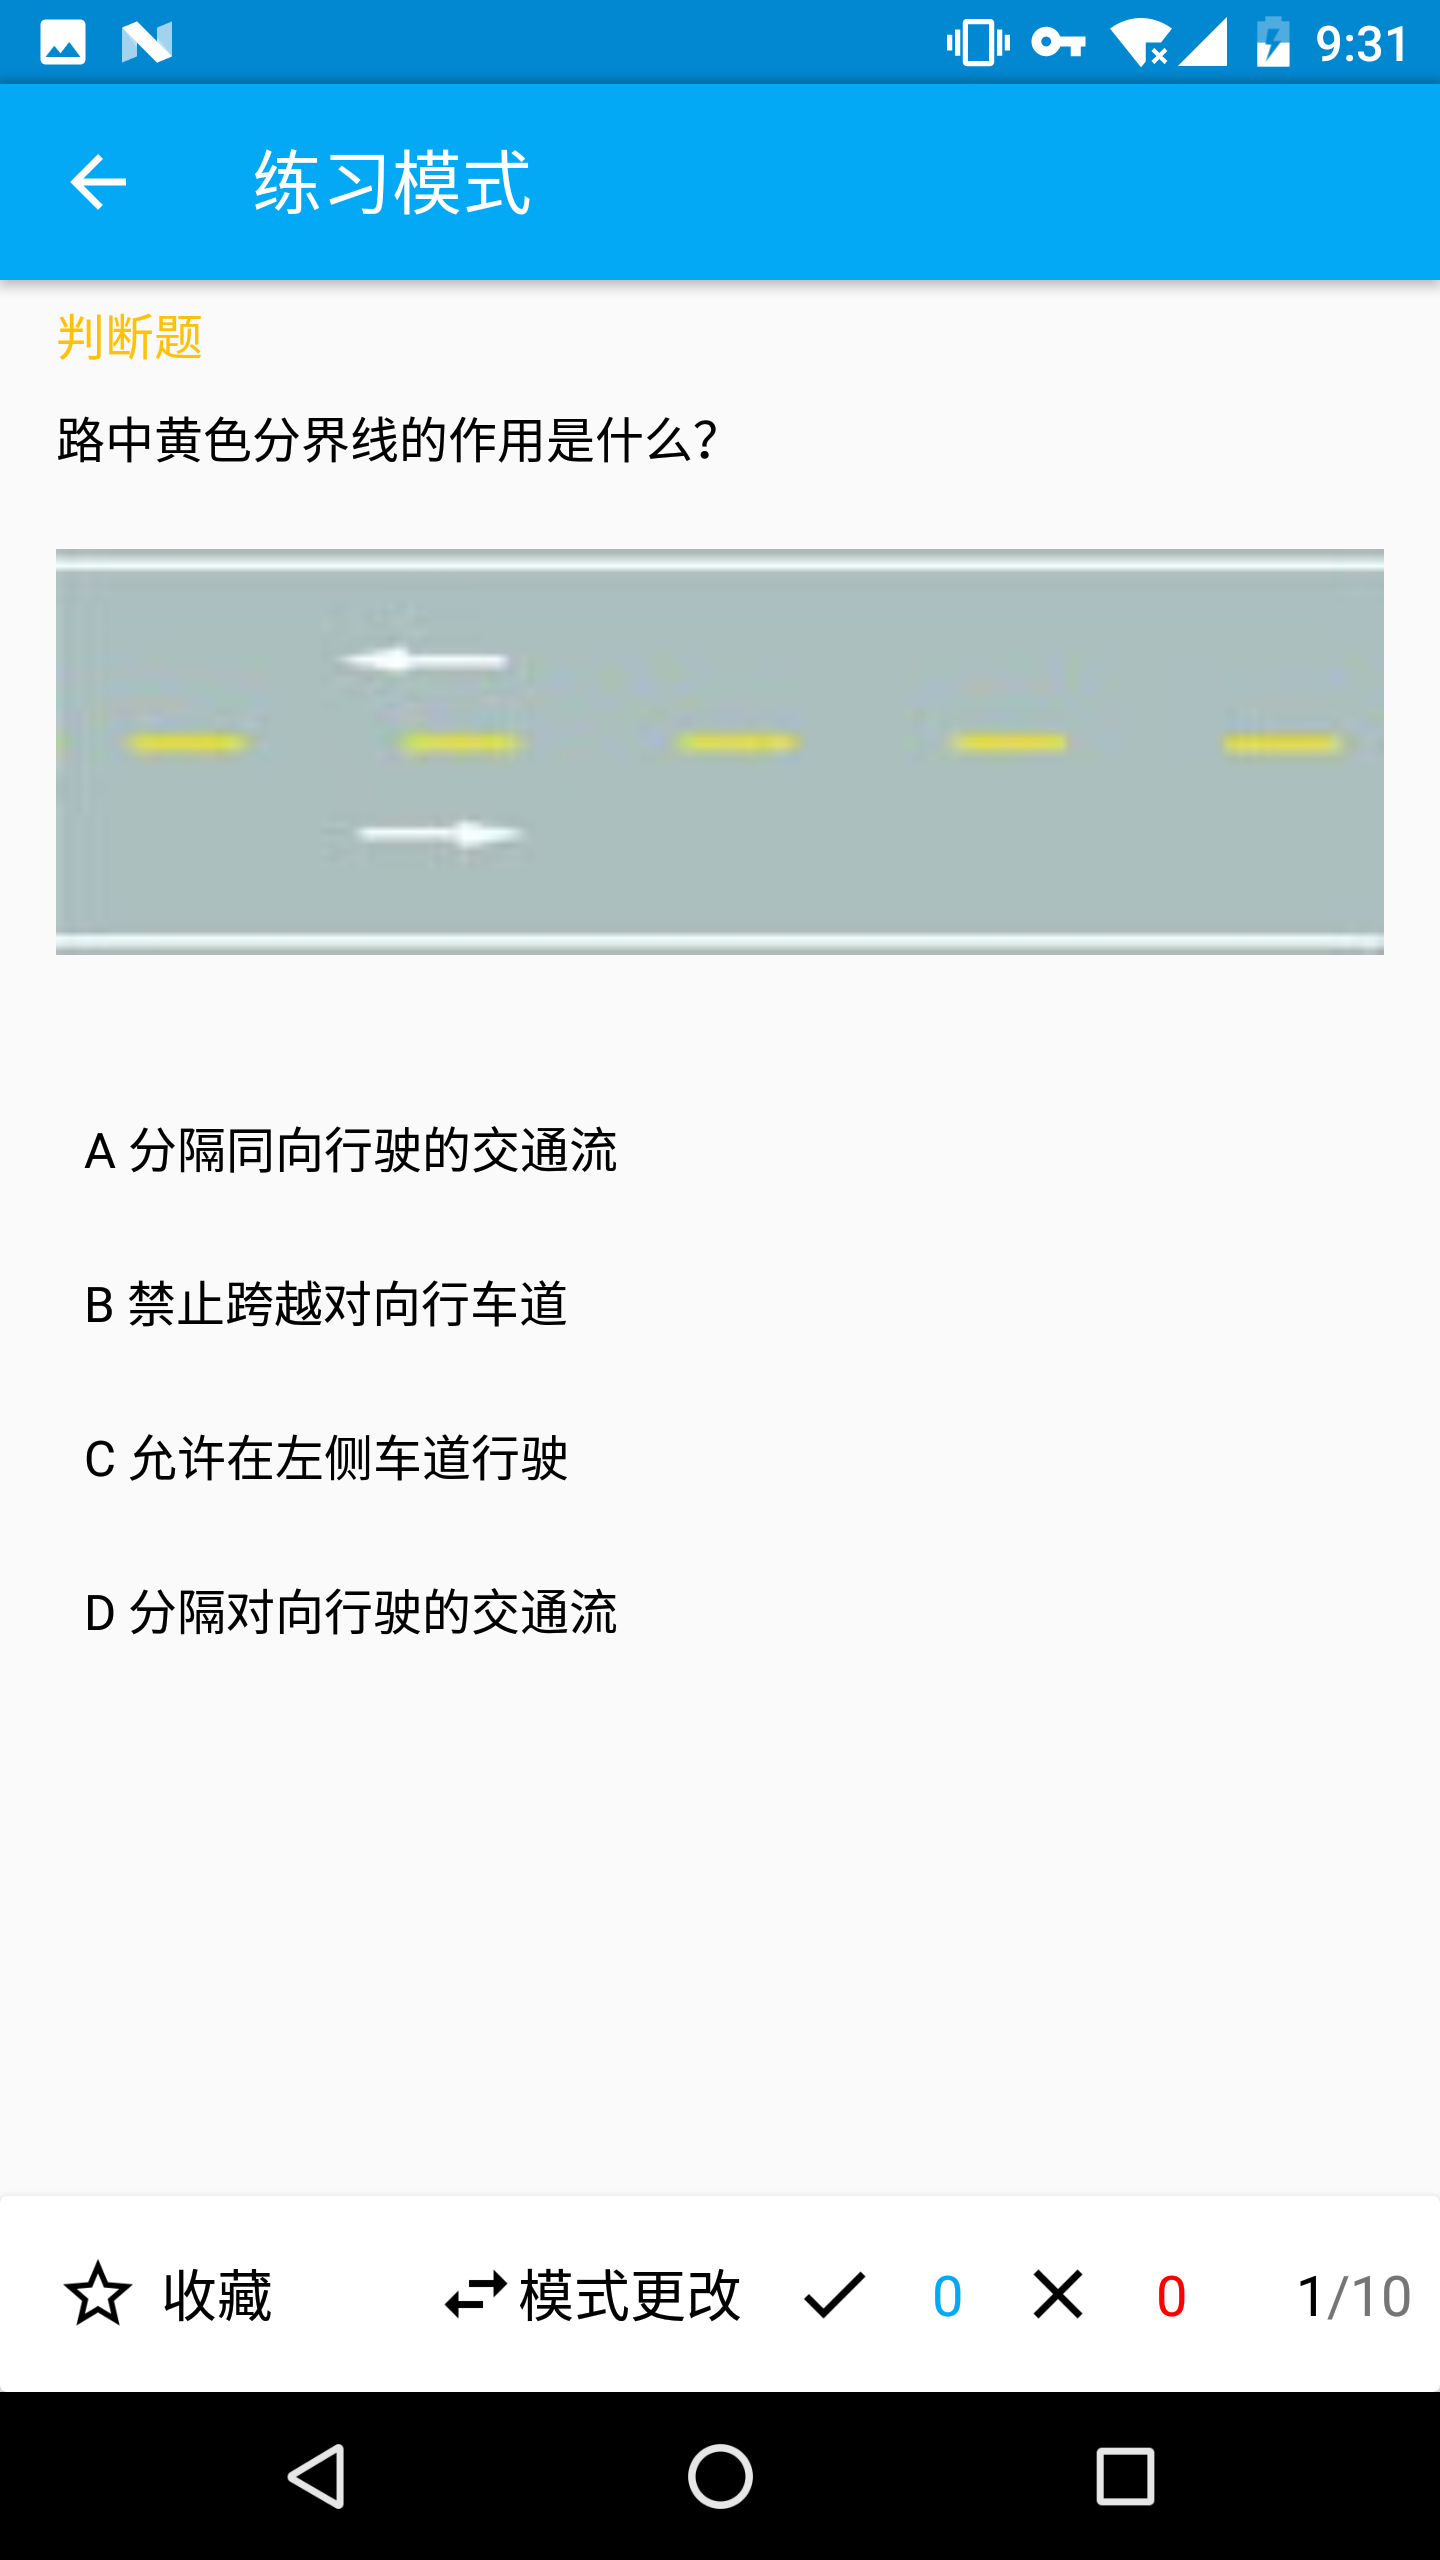 9:31
练习模式
判断题
路中黄色分界线的作用是什么?
A 分隔同向行驶的交通流
B 禁止跨越对向行车道
C 允许在左侧车道行驶
D 分隔对向行驶的交通流
收藏 模式更改 0 0 1/10